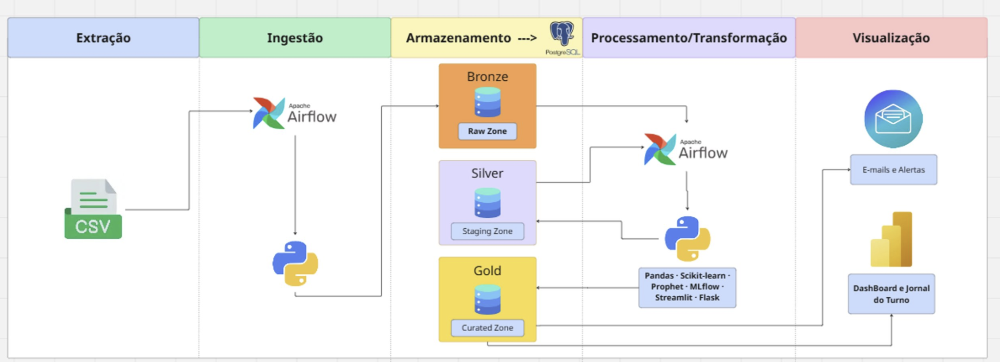 Extração
Ingestão
Armazenamento --->
PostgreSQL
Processamento/Transformação
Visualização
CSV
Apache
Airflow
Bronze
Raw Zone
Silver
Staging Zone
Gold
Curated Zone
Apache
Airflow
Pandas · Scikit-learn ·
Prophet · MLflow ·
Streamlit · Flask
E-mails e Alertas
DashBoard e Jornal
do Turno